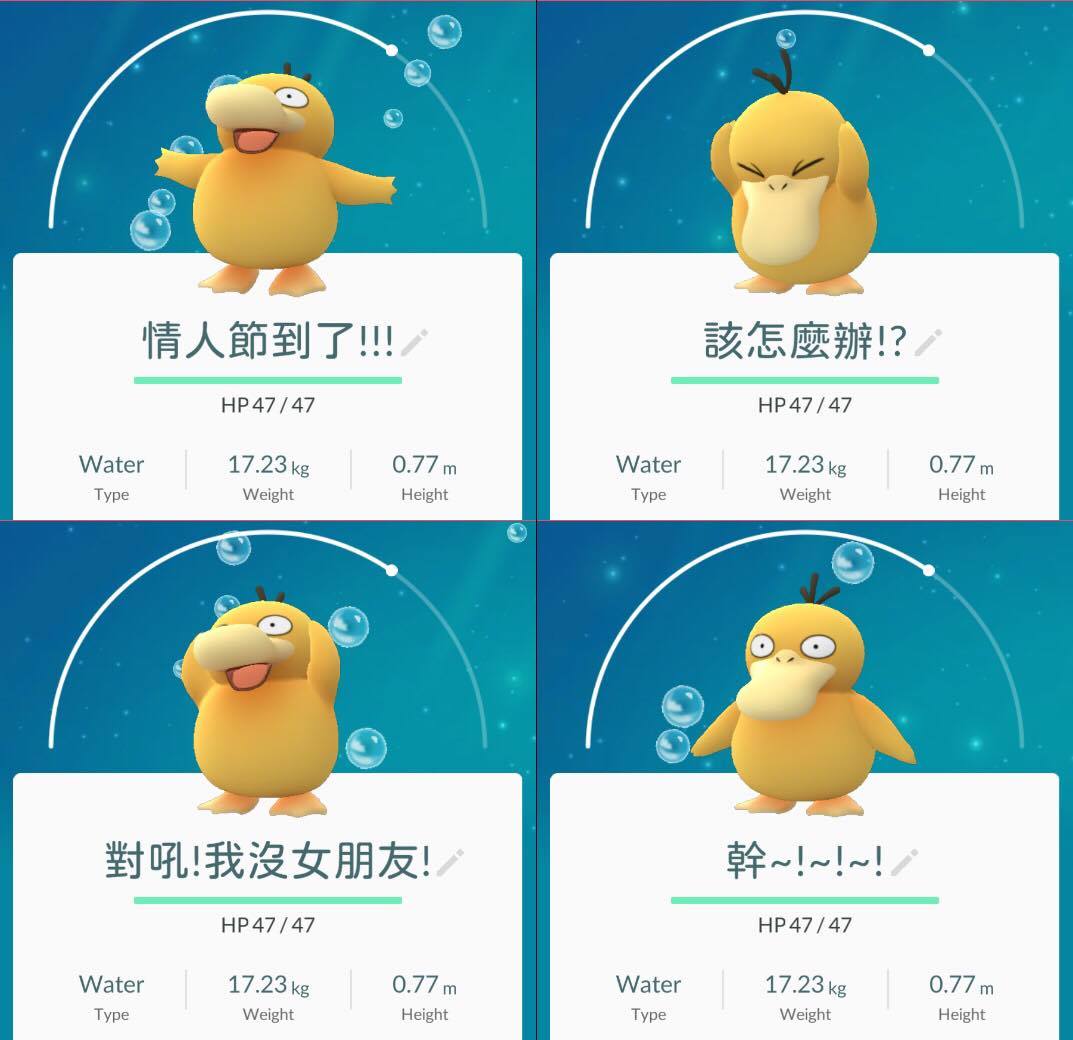 情人節到了!!!
HP 47 / 47
Water 17.23 kg 0.77 m
Type Weight Height
該怎麼辦!?
HP 47 / 47
Water 17.23 kg 0.77 m
Type Weight Height
對吼!我沒女朋友!
HP 47 / 47
Water 17.23 kg 0.77 m
Type Weight Height
幹~!~!~!
HP 47 / 47
Water 17.23 kg 0.77 m
Type Weight Height